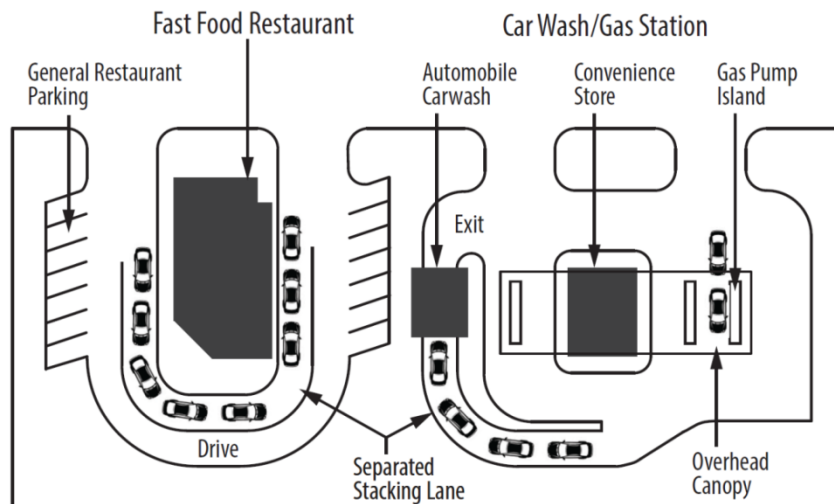 Fast Food Restaurant
Car Wash/Gas Station
General Restaurant
Parking
Automobile
Carwash
Convenience
Store
Gas Pump
Island
Exit
Drive
Separated
Stacking Lane
Overhead
Canopy